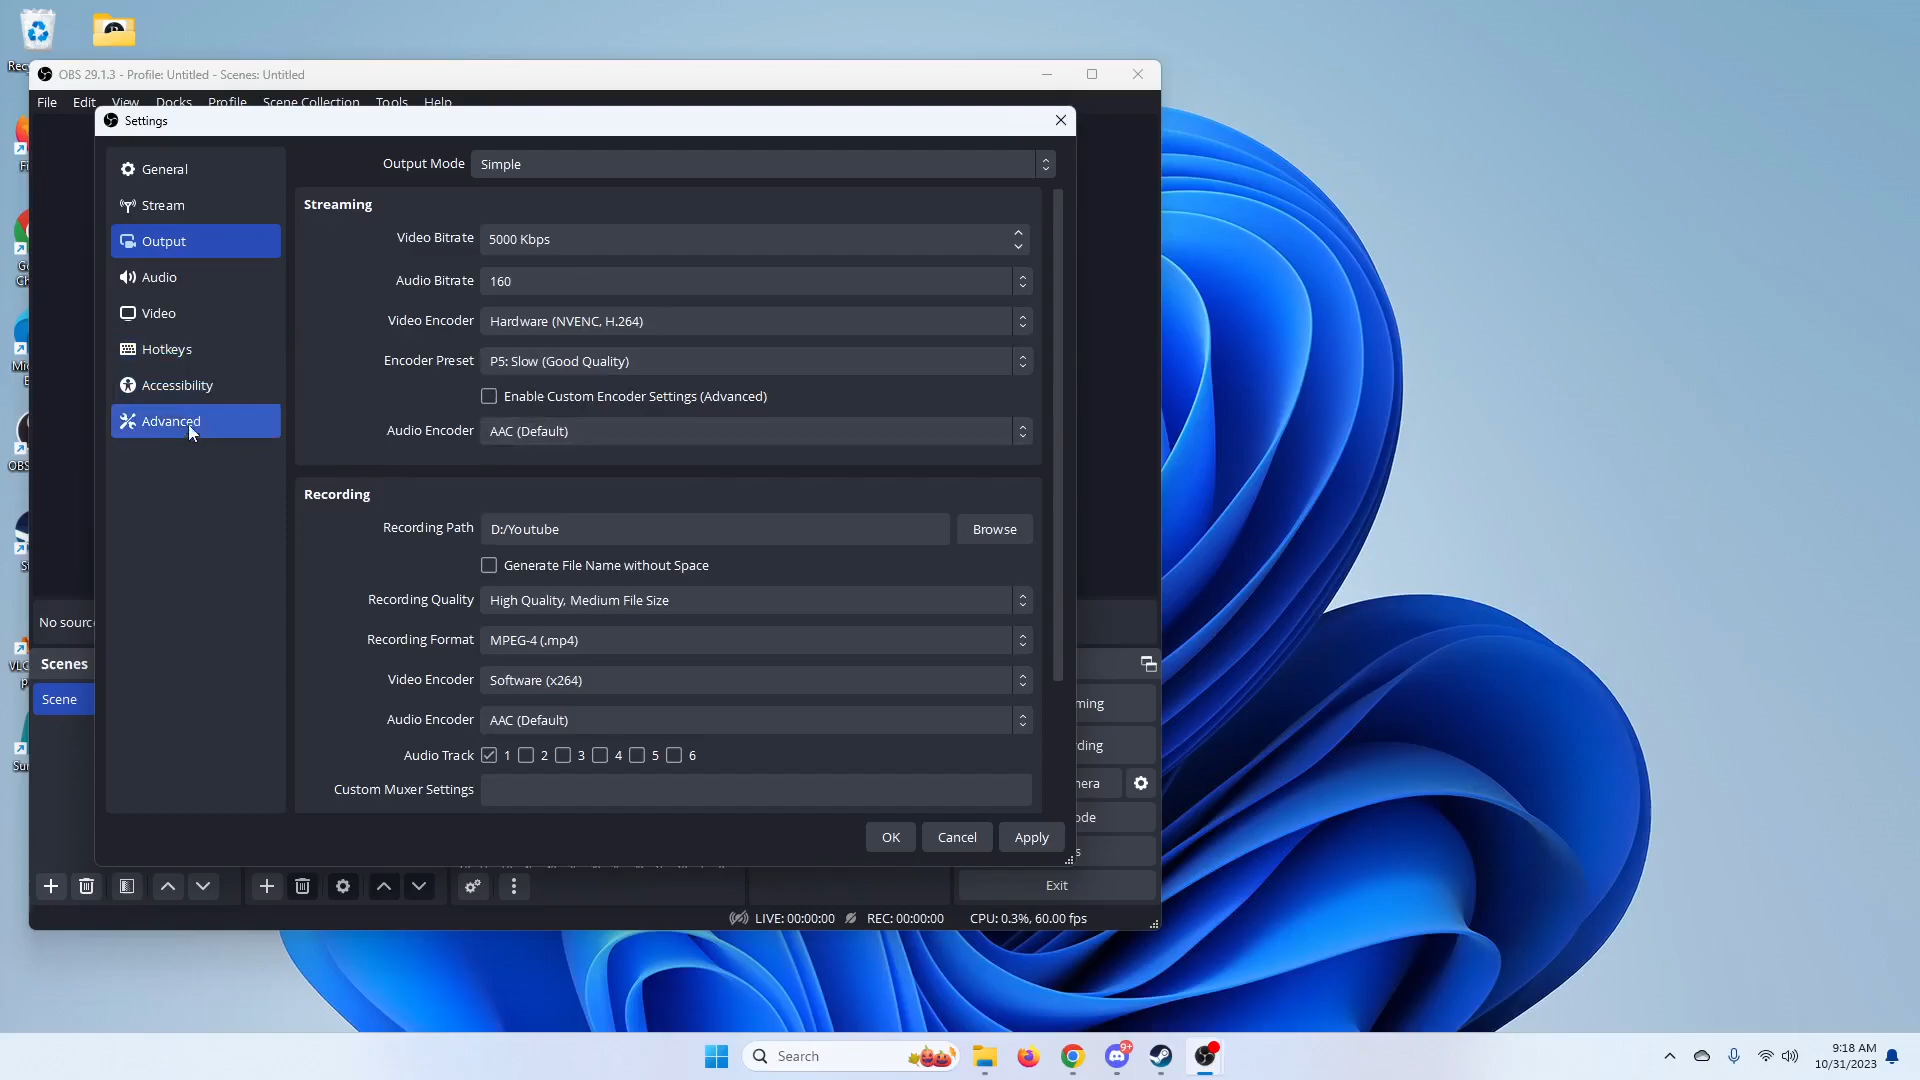 OBS 29.1.3 - Profile: Untitled - Scenes: Untitled
File Edit View Docks Profile Scene Collection Tools Help
Settings
General
Stream
Output
Audio
Video
Hotkeys
Accessibility
Advanced
Output Mode Simple
Streaming
Video Bitrate 5000 Kbps
Audio Bitrate 160
Video Encoder Hardware (NVENC, H.264)
Encoder Preset P5: Slow (Good Quality)
Enable Custom Encoder Settings (Advanced)
Audio Encoder AAC (Default)
Recording
Recording Path D:/Youtube Browse
Generate File Name without Space
Recording Quality High Quality, Medium File Size
Recording Format MPEG-4 (.mp4)
Video Encoder Software (x264)
Audio Encoder AAC (Default)
Audio Track 1 2 3 4 5 6
Custom Muxer Settings
OK Cancel Apply
No sourc
Scenes
Scene
ming
ding
nera
ode
s
Exit
LIVE: 00:00:00 REC: 00:00:00 CPU: 0.3%, 60.00 fps
Search
9+
9:18 AM
10/31/2023